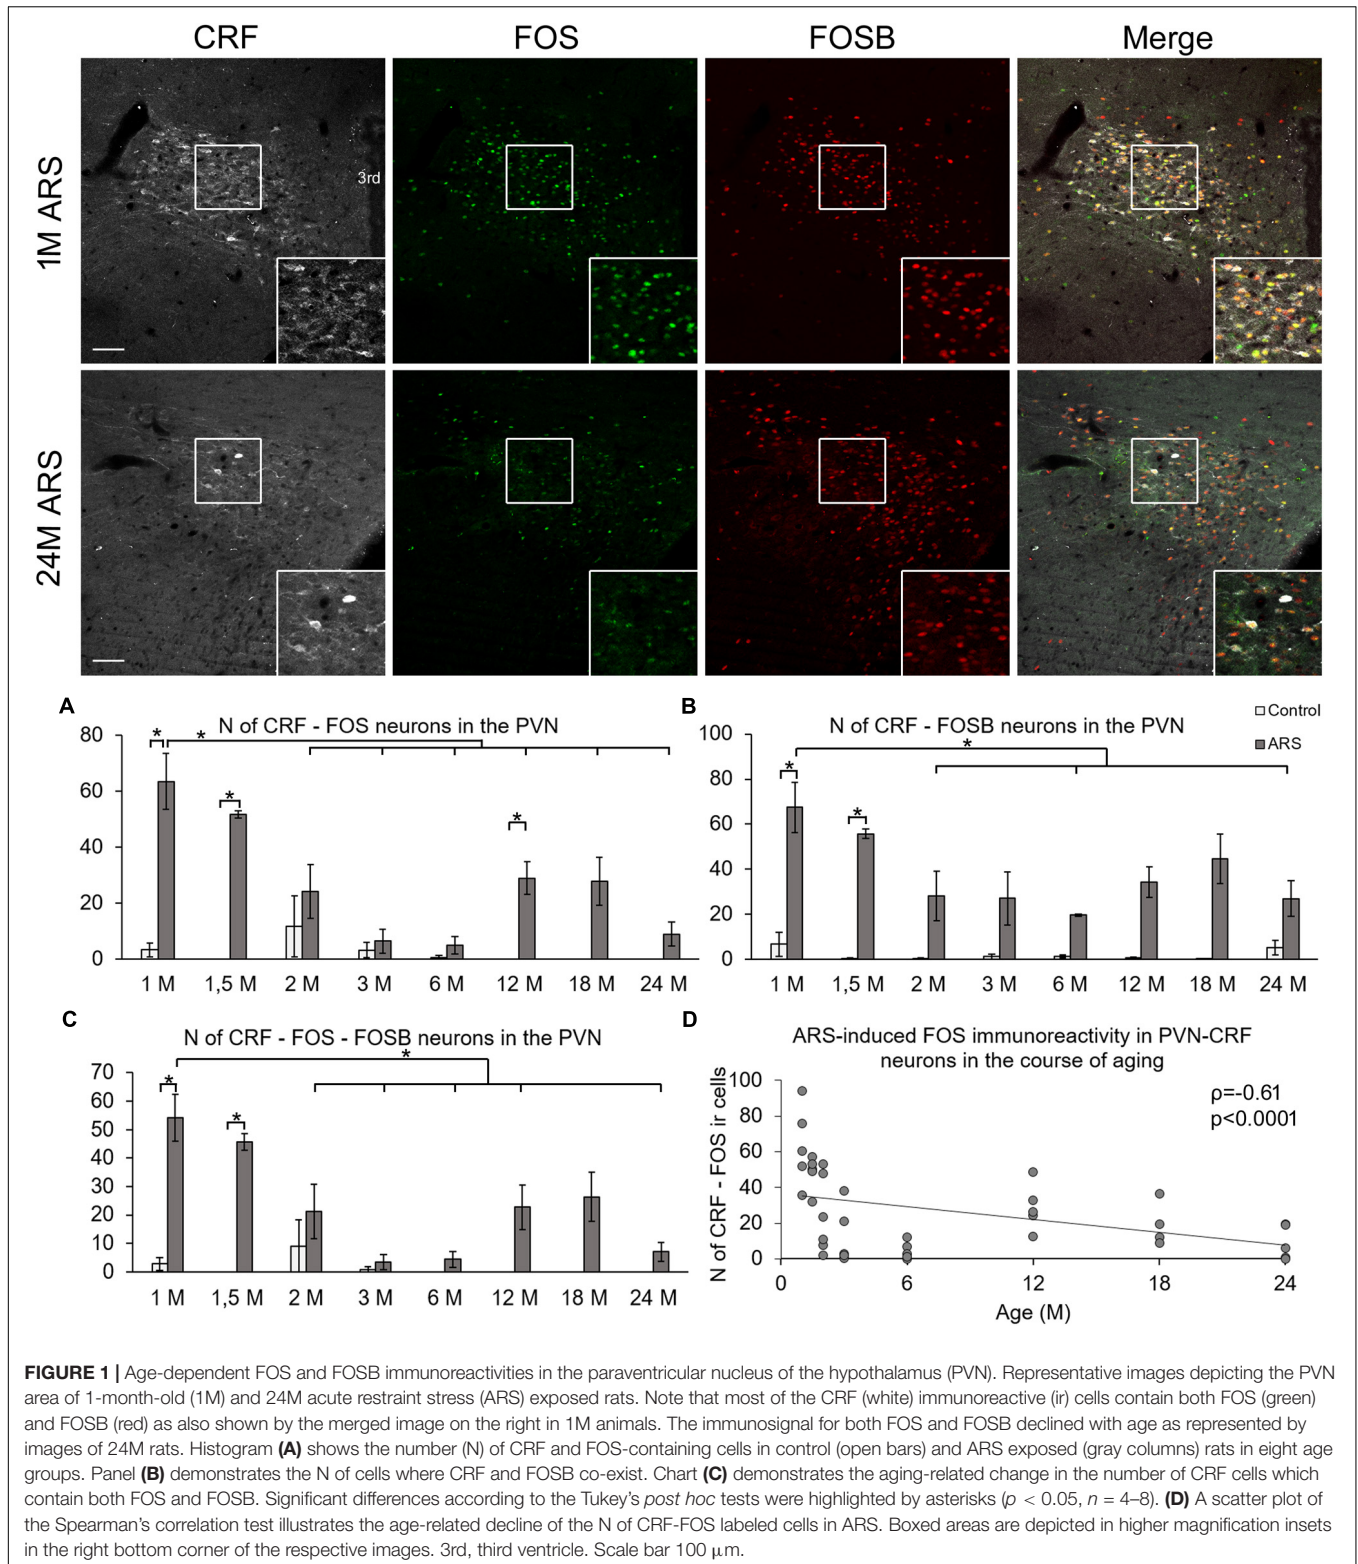 CRF FOS FOSB Merge
1M ARS
3rd
24M ARS
A
N of CRF - FOS neurons in the PVN
* * * *
80
60
40
20
0
1 M 1,5 M 2 M 3 M 6 M 12 M 18 M 24 M
B
N of CRF - FOSB neurons in the PVN
Control
ARS
* * *
100
80
60
40
20
0
1 M 1,5 M 2 M 3 M 6 M 12 M 18 M 24 M
C
N of CRF - FOS - FOSB neurons in the PVN
* * *
70
60
50
40
30
20
10
0
1 M 1,5 M 2 M 3 M 6 M 12 M 18 M 24 M
D
ARS-induced FOS immunoreactivity in PVN-CRF
neurons in the course of aging
N of CRF - FOS ir cells
100
80
60
40
20
0
ρ=-0.61
p<0.0001
0 6 12 18 24
Age (M)
FIGURE 1 | Age-dependent FOS and FOSB immunoreactivities in the paraventricular nucleus of the hypothalamus (PVN). Representative images depicting the PVN
area of 1-month-old (1M) and 24M acute restraint stress (ARS) exposed rats. Note that most of the CRF (white) immunoreactive (ir) cells contain both FOS (green)
and FOSB (red) as also shown by the merged image on the right in 1M animals. The immunosignal for both FOS and FOSB declined with age as represented by
images of 24M rats. Histogram (A) shows the number (N) of CRF and FOS-containing cells in control (open bars) and ARS exposed (gray columns) rats in eight age
groups. Panel (B) demonstrates the N of cells where CRF and FOSB co-exist. Chart (C) demonstrates the aging-related change in the number of CRF cells which
contain both FOS and FOSB. Significant differences according to the Tukey's post hoc tests were highlighted by asterisks (p < 0.05, n = 4–8). (D) A scatter plot of
the Spearman's correlation test illustrates the age-related decline of the N of CRF-FOS labeled cells in ARS. Boxed areas are depicted in higher magnification insets
in the right bottom corner of the respective images. 3rd, third ventricle. Scale bar 100 μm.